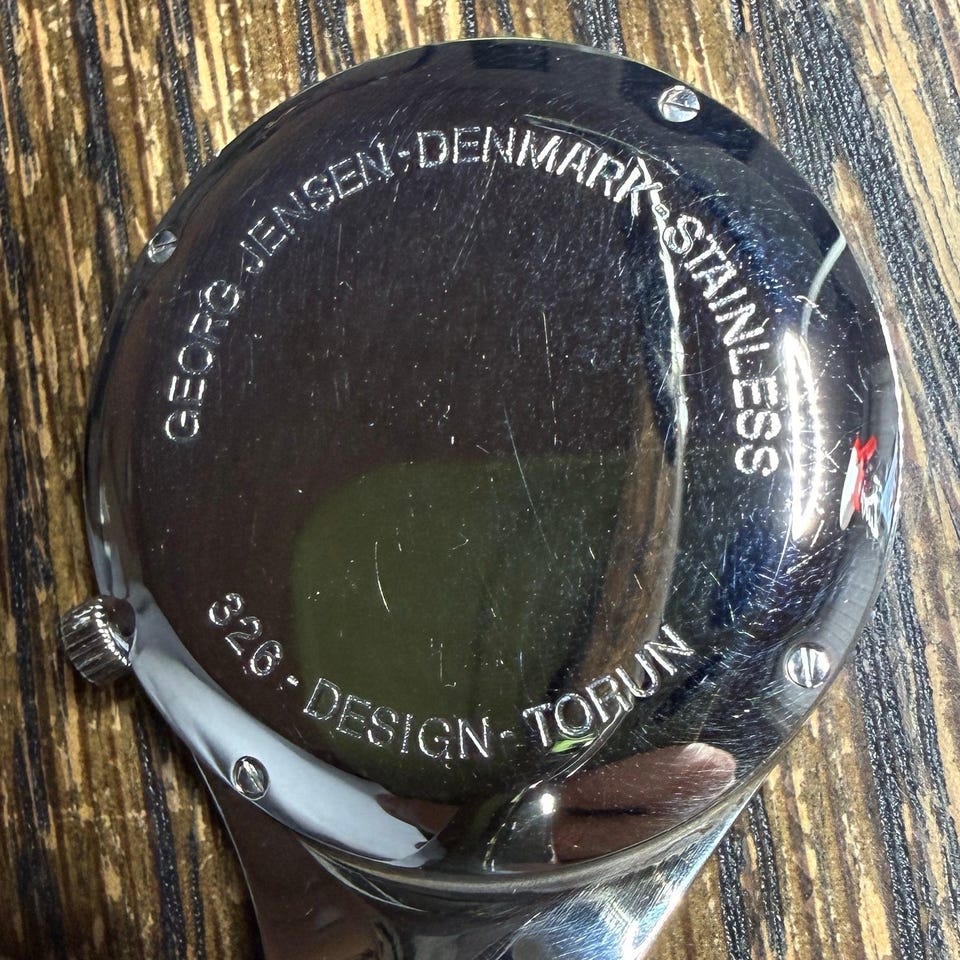 GEORG JENSEN-DENMARK-STAINLESS
326-DESIGN-TORUN